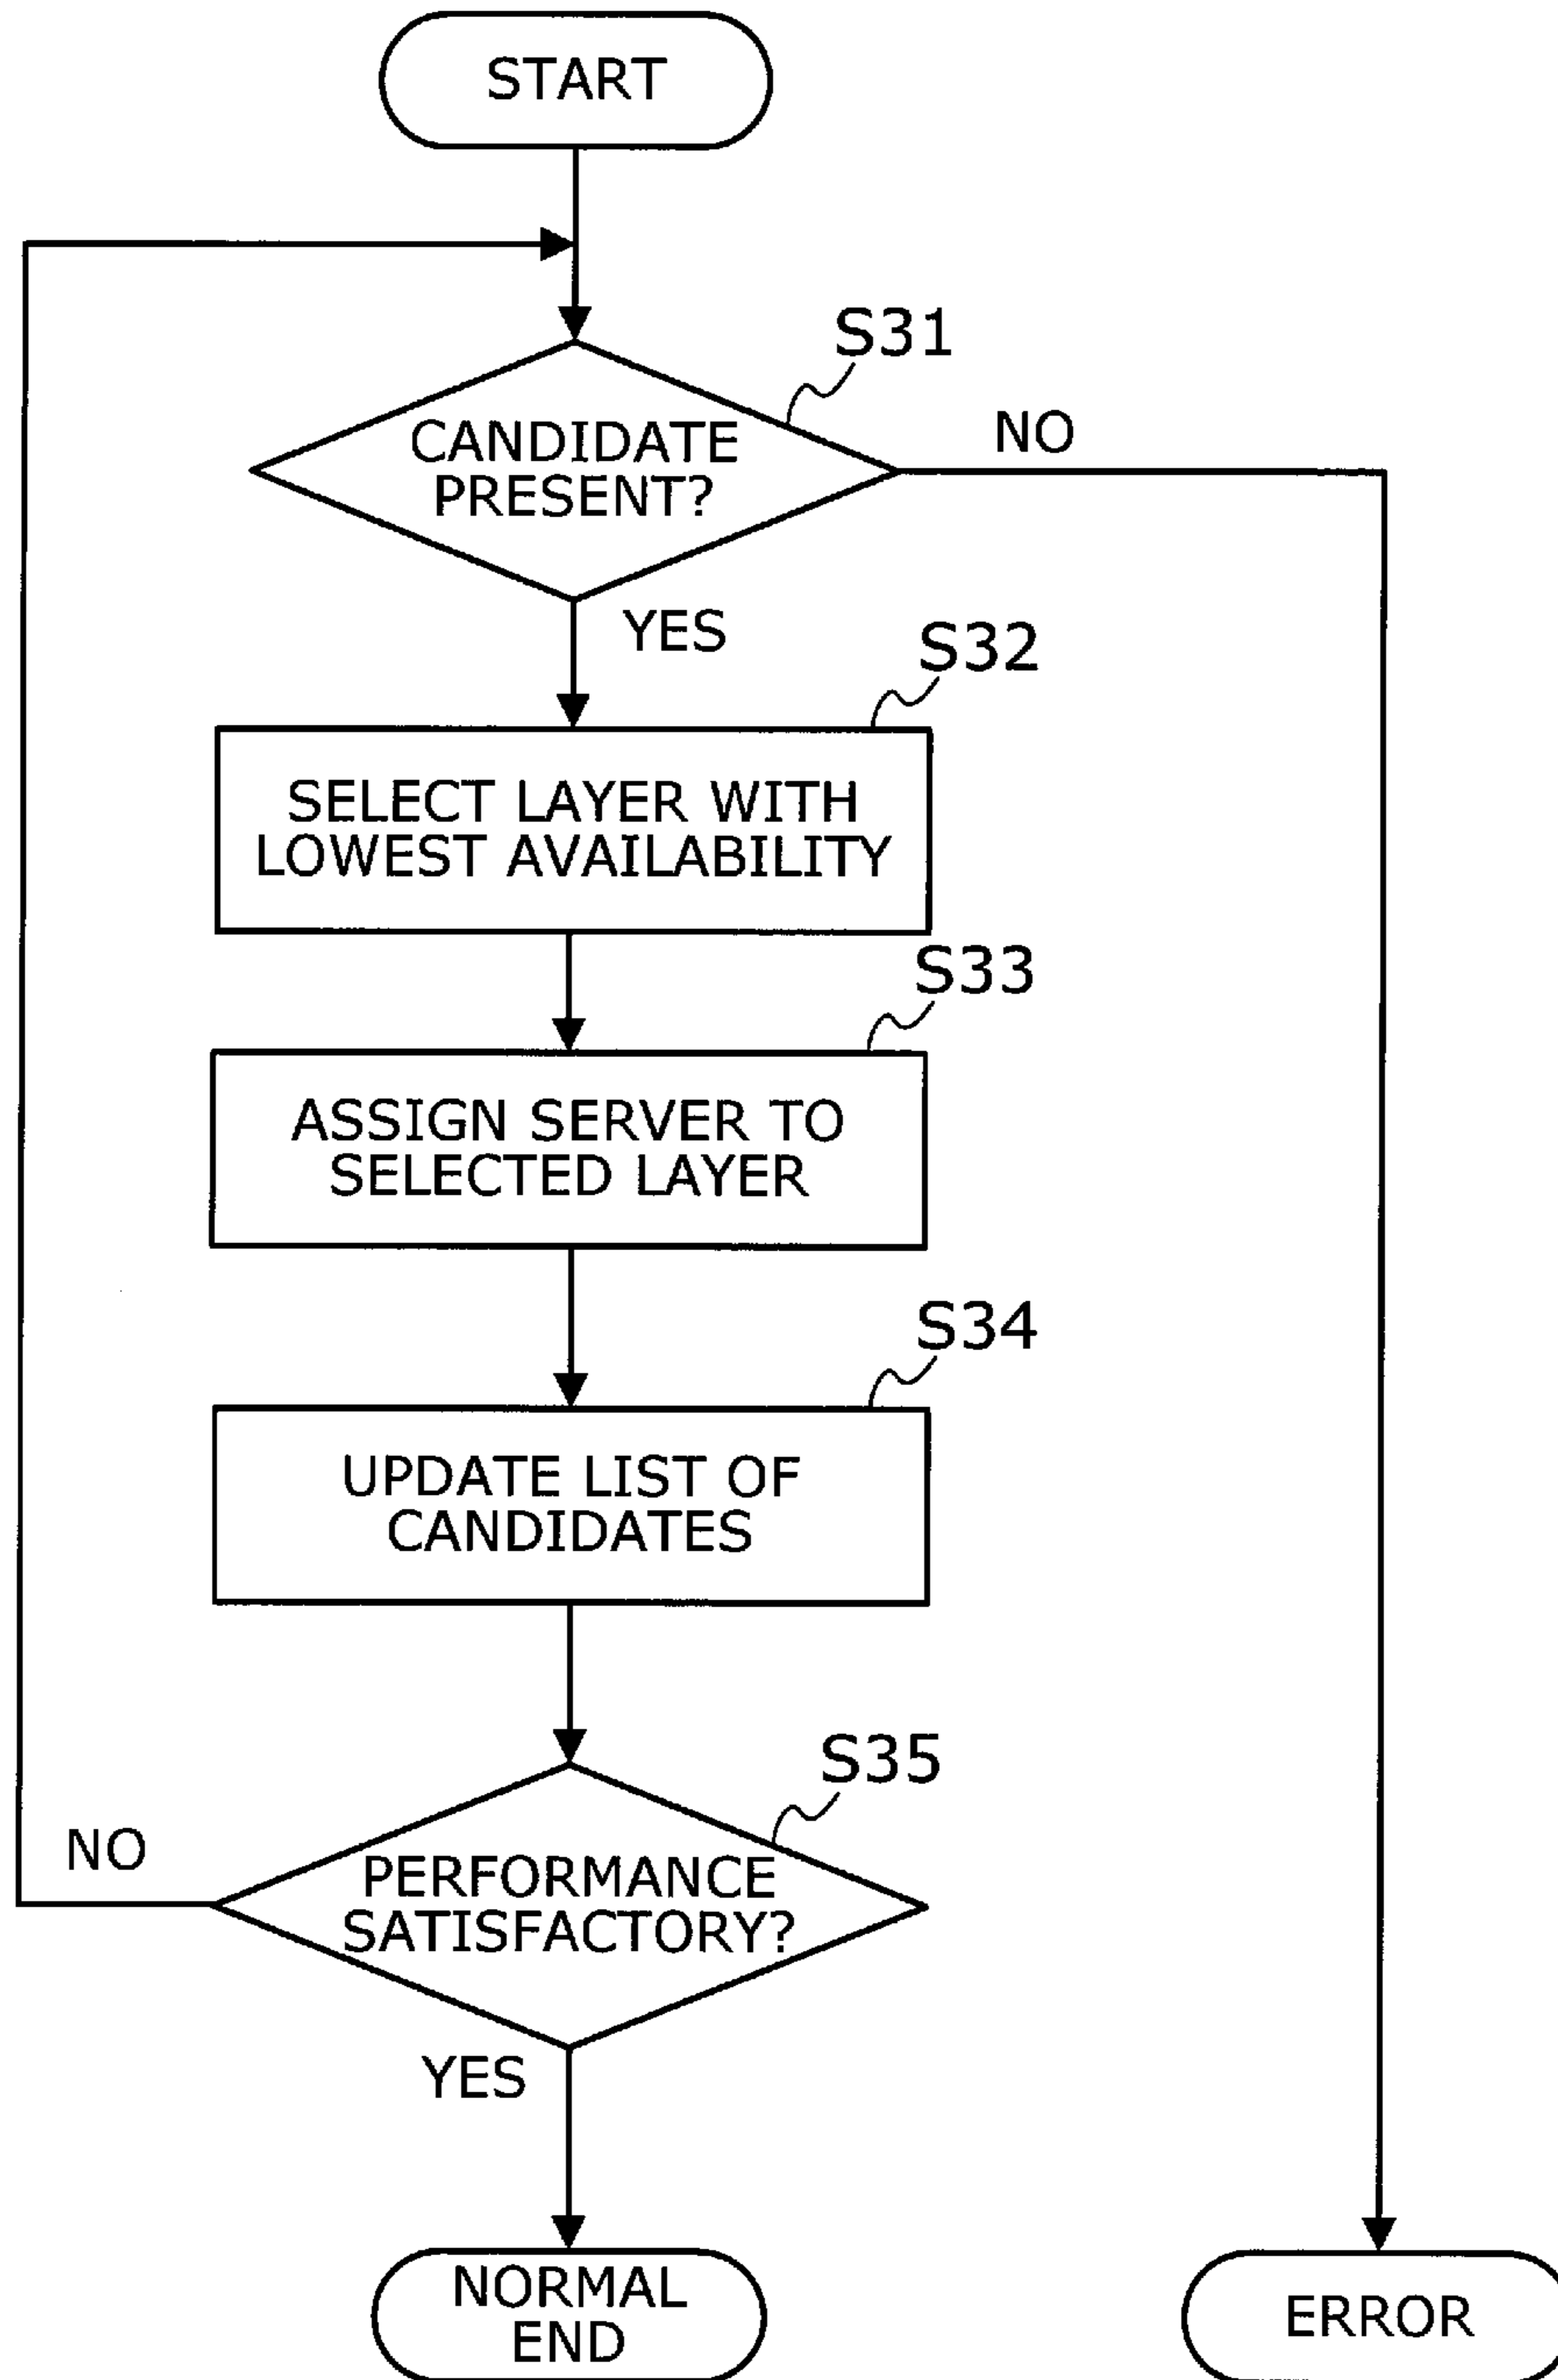 START
S31
CANDIDATE
PRESENT?
NO
YES
S32
SELECT LAYER WITH
LOWEST AVAILABILITY
S33
ASSIGN SERVER TO
SELECTED LAYER
S34
UPDATE LIST OF
CANDIDATES
S35
NO
PERFORMANCE
SATISFACTORY?
YES
NORMAL
END
ERROR